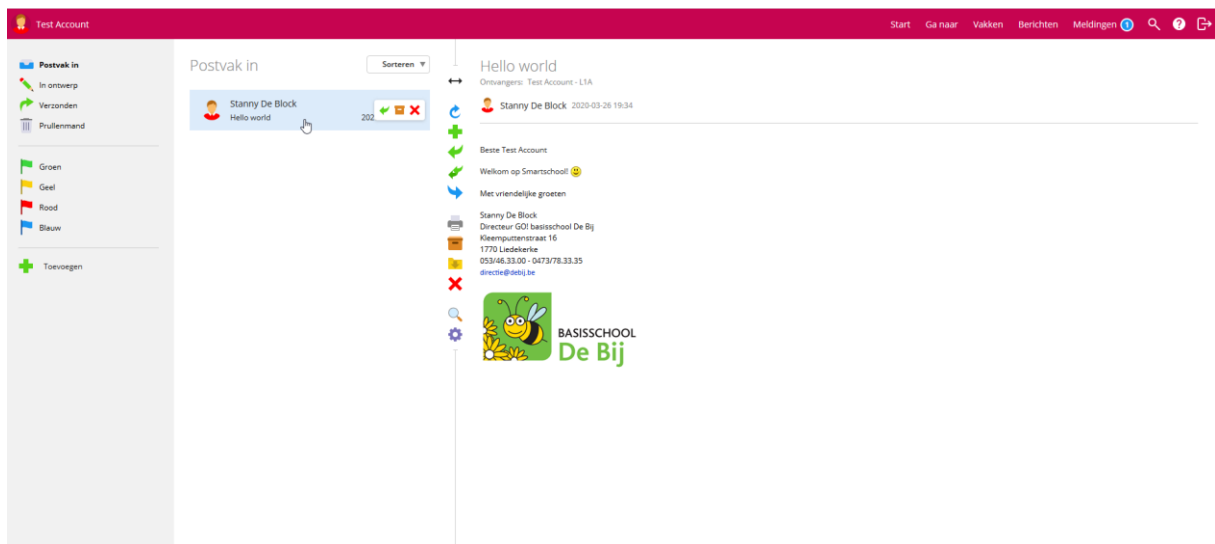 Test Account
Start Ga naar Vakken Berichten Meldingen 1 ?
Postvak in
In ontwerp
Verzonden
Prullenmand
Groen
Geel
Rood
Blauw
Toevoegen
Postvak in
Sorteren
Stanny De Block
Hello world
202
Hello world
Ontvangers: Test Account - L1A
Stanny De Block 2020-03-26 19:34
Beste Test Account
Welkom op Smartschool!
Met vriendelijke groeten
Stanny De Block
Directeur GO! basisschool De Bij
Kleemputtenstraat 16
1770 Liedekerke
053/46.33.00 - 0473/78.33.35
directie@debij.be
BASISSCHOOL
De Bij